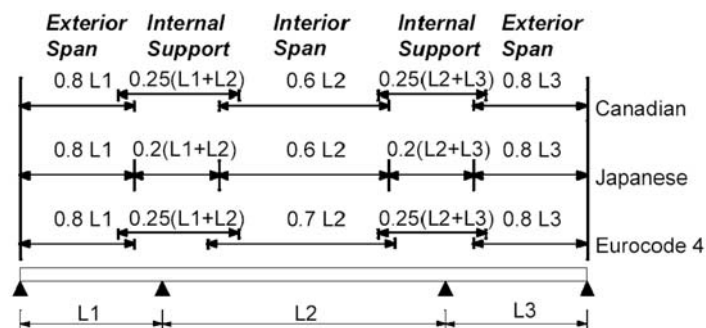 Exterior Span Internal Support Interior Span Internal Support Exterior Span
0.8 L1 0.25(L1+L2) 0.6 L2 0.25(L2+L3) 0.8 L3
Canadian
0.8 L1 0.2(L1+L2) 0.6 L2 0.2(L2+L3) 0.8 L3
Japanese
0.8 L1 0.25(L1+L2) 0.7 L2 0.25(L2+L3) 0.8 L3
Eurocode 4
L1 L2 L3